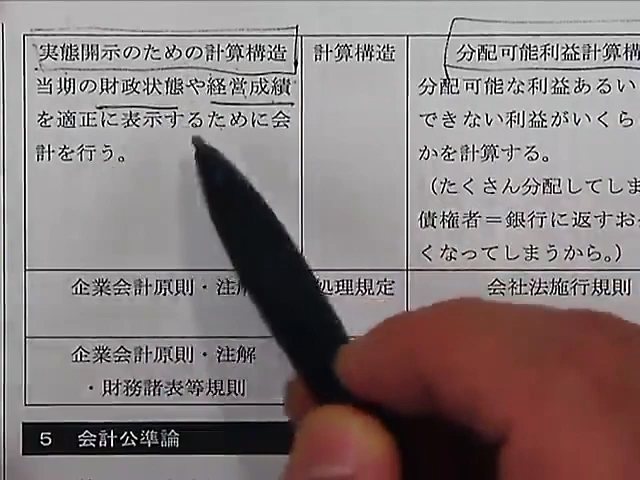 実態開示のための計算構造
計算構造
分配可能利益計算構
当期の財政状態や経営成績
を適正に表示するために会
計を行う。
分配可能な利益あるい
できない利益がいくら
かを計算する。
（たくさん分配してしま
債権者＝銀行に返すお
くなってしまうから。）
企業会計原則・注
処理規定
会社法施行規則
企業会計原則・注解
・財務諸表等規則
5 会計公準論